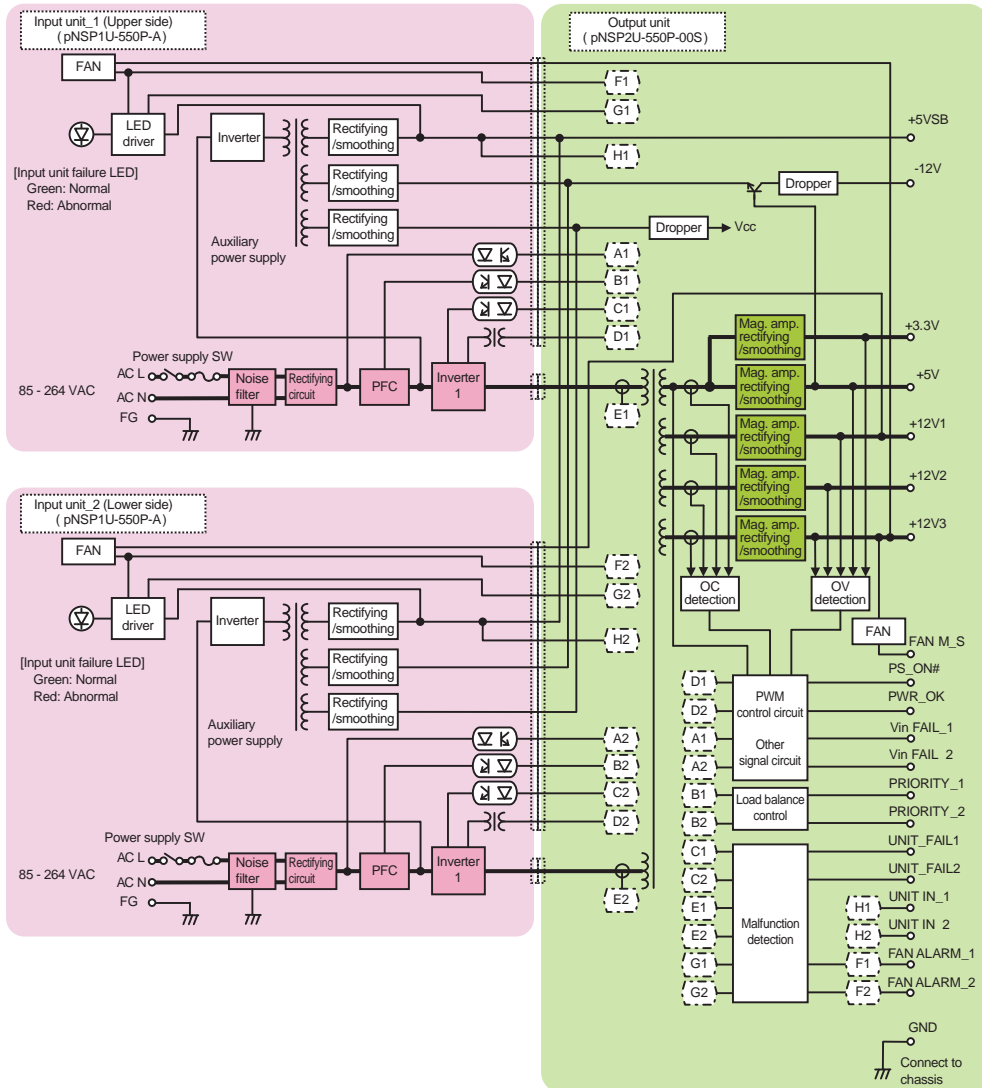 Input unit_1 (Upper side)
( pNSP1U-550P-A)
FAN
LED
driver
[Input unit failure LED]
Green: Normal
Red: Abnormal
Inverter
Rectifying
/smoothing
Rectifying
/smoothing
Rectifying
/smoothing
Auxiliary
power supply
Power supply SW
AC L
85 - 264 VAC
AC N
FG
Noise
filter
Rectifying
circuit
PFC
Inverter
1
Input unit_2 (Lower side)
( pNSP1U-550P-A)
FAN
LED
driver
[Input unit failure LED]
Green: Normal
Red: Abnormal
Inverter
Rectifying
/smoothing
Rectifying
/smoothing
Rectifying
/smoothing
Auxiliary
power supply
Power supply SW
AC L
85 - 264 VAC
AC N
FG
Noise
filter
Rectifying
circuit
PFC
Inverter
1
Output unit
( pNSP2U-550P-00S)
F1
G1
+5VSB
H1
-12V
Dropper
Dropper
Vcc
A1
B1
C1
D1
E1
Mag. amp.
rectifying
/smoothing
+3.3V
Mag. amp.
rectifying
/smoothing
+5V
Mag. amp.
rectifying
/smoothing
+12V1
Mag. amp.
rectifying
/smoothing
+12V2
Mag. amp.
rectifying
/smoothing
+12V3
F2
G2
H2
OC
detection
OV
detection
FAN
FAN M_S
A2
B2
C2
D2
E2
D1
D2
A1
A2
PWM
control circuit
Other
signal circuit
PS_ON#
PWR_OK
Vin FAIL_1
Vin FAIL 2
B1
B2
Load balance
control
PRIORITY_1
PRIORITY_2
C1
C2
E1
E2
G1
G2
Malfunction
detection
UNIT_FAIL1
UNIT_FAIL2
H1
UNIT IN_1
H2
UNIT IN 2
F1
FAN ALARM_1
F2
FAN ALARM_2
GND
Connect to
chassis